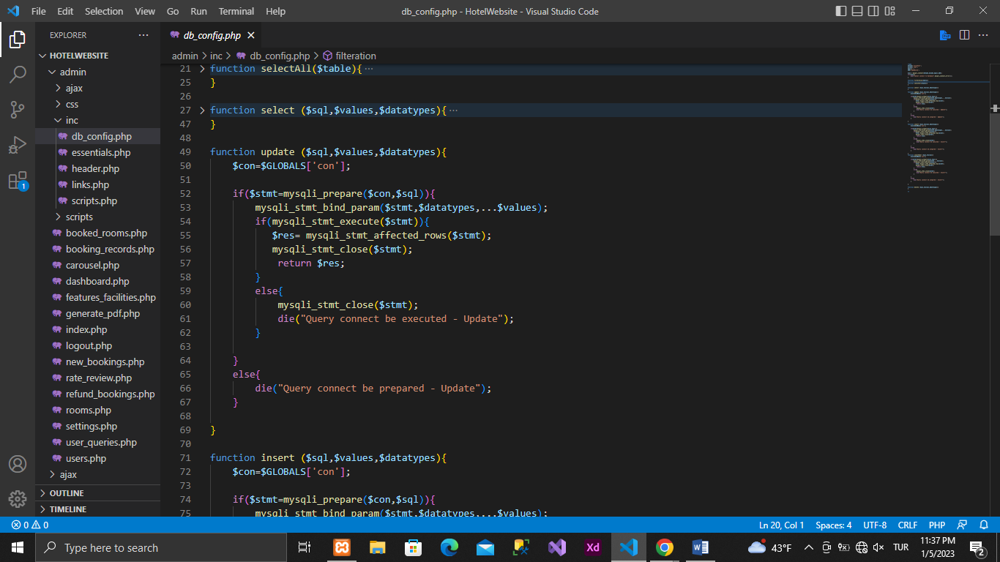 File Edit Selection View Go Run Terminal Help
db_config.php - HotelWebsite - Visual Studio Code
EXPLORER
HOTELWEBSITE
admin
ajax
css
inc
db_config.php
essentials.php
header.php
links.php
scripts.php
scripts
booked_rooms.php
booking_records.php
carousel.php
dashboard.php
features_facilities.php
generate_pdf.php
index.php
logout.php
new_bookings.php
rate_review.php
refund_bookings.php
rooms.php
settings.php
user_queries.php
users.php
ajax
OUTLINE
TIMELINE
1
db_config.php
admin > inc > db_config.php > filteration
21 function selectAll($table){ ···
25 }
26
27 function select ($sql,$values,$datatypes){ ···
47 }
48
49 function update ($sql,$values,$datatypes){
50 $con=$GLOBALS['con'];
51
52 if($stmt=mysqli_prepare($con,$sql)){
53 mysqli_stmt_bind_param($stmt,$datatypes,...$values);
54 if(mysqli_stmt_execute($stmt)){
55 $res= mysqli_stmt_affected_rows($stmt);
56 mysqli_stmt_close($stmt);
57 return $res;
58 }
59 else{
60 mysqli_stmt_close($stmt);
61 die("Query connect be executed - Update");
62 }
63
64 }
65 else{
66 die("Query connect be prepared - Update");
67 }
68
69 }
70
71 function insert ($sql,$values,$datatypes){
72 $con=$GLOBALS['con'];
73
74 if($stmt=mysqli_prepare($con,$sql)){
75 mysqli_stmt_bind_param($stmt,$datatypes,...$values);
0 0
Ln 20, Col 1 Spaces: 4 UTF-8 CRLF PHP
Type here to search
Xd
43°F
TUR
11:37 PM
1/5/2023
2